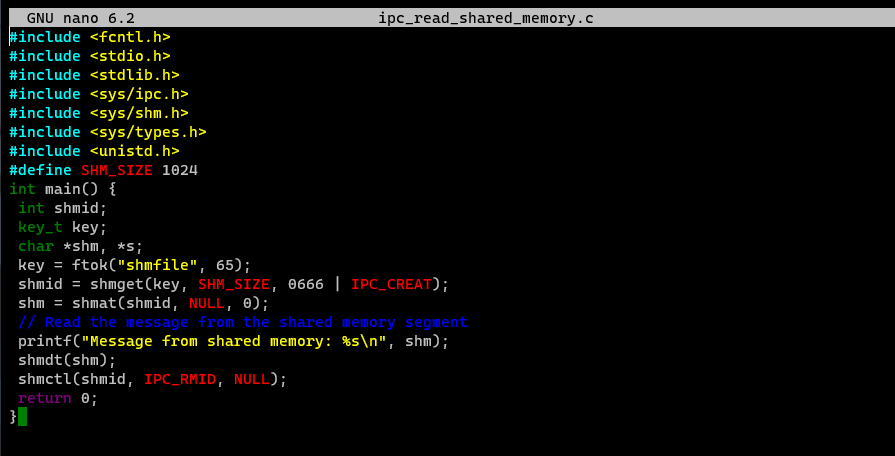 GNU nano 6.2 ipc_read_shared_memory.c
#include <fcntl.h>
#include <stdio.h>
#include <stdlib.h>
#include <sys/ipc.h>
#include <sys/shm.h>
#include <sys/types.h>
#include <unistd.h>
#define SHM_SIZE 1024
int main() {
 int shmid;
 key_t key;
 char *shm, *s;
 key = ftok("shmfile", 65);
 shmid = shmget(key, SHM_SIZE, 0666 | IPC_CREAT);
 shm = shmat(shmid, NULL, 0);
 // Read the message from the shared memory segment
 printf("Message from shared memory: %s\n", shm);
 shmdt(shm);
 shmctl(shmid, IPC_RMID, NULL);
 return 0;
}